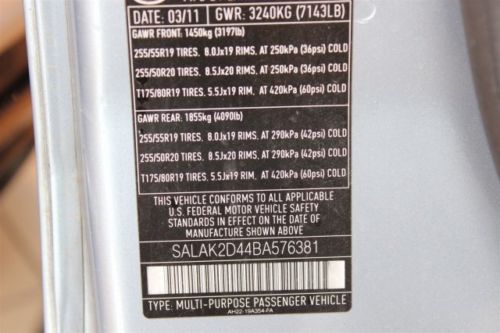 DATE: 03/11 GWR: 3240KG (7143LB)
GAWR FRONT: 1450kg (3197lb)
255/55R19 TIRES, 8.0Jx19 RIMS, AT 250kPa (36psi) COLD
255/50R20 TIRES, 8.5Jx20 RIMS, AT 250kPa (36psi) COLD
T175/80R19 TIRES, 5.5Jx19 RIM, AT 420kPa (60psi) COLD
GAWR REAR: 1855kg (4090lb)
255/55R19 TIRES, 8.0Jx19 RIMS, AT 290kPa (42psi) COLD
255/50R20 TIRES, 8.5Jx20 RIMS, AT 290kPa (42psi) COLD
T175/80R19 TIRES, 5.5Jx19 RIM, AT 420kPa (60psi) COLD
THIS VEHICLE CONFORMS TO ALL APPLICABLE
U.S. FEDERAL MOTOR VEHICLE SAFETY
STANDARDS IN EFFECT ON THE DATE OF
MANUFACTURE SHOWN ABOVE
SALAK2D44BA576381
TYPE: MULTI-PURPOSE PASSENGER VEHICLE
AH22-19A354-FA